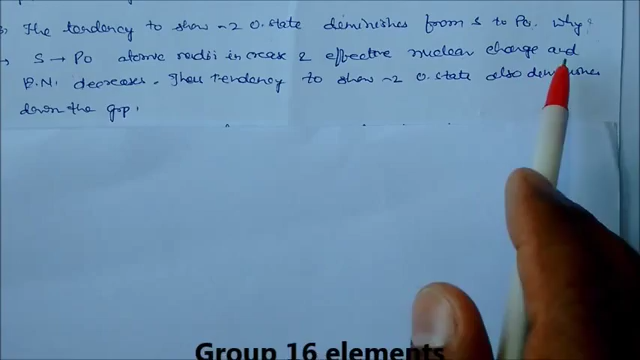 3. The tendency to show -2 O.state diminishes from S to Po. Why?
→ S → Po atomic radii increase & effective nuclear charge and
E.N. decreases. Thus tendency to show -2 O.state also diminishes
down the grp.
Group 16 elements